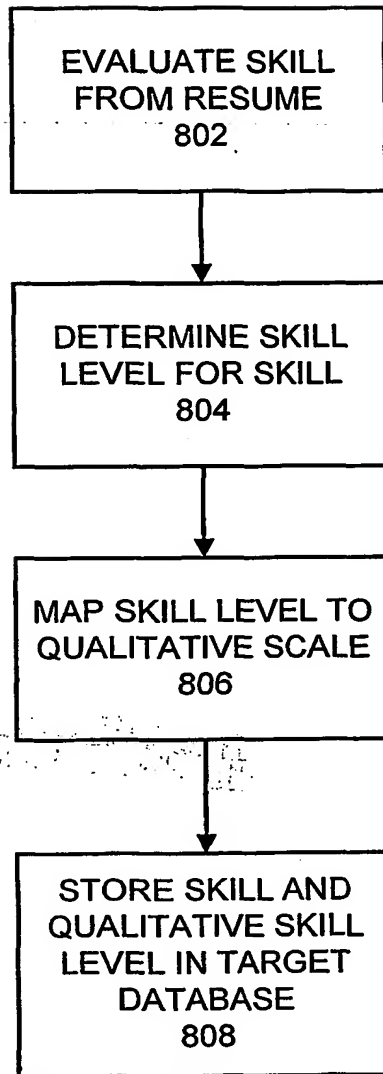 EVALUATE SKILL
FROM RESUME
802
DETERMINE SKILL
LEVEL FOR SKILL
804
MAP SKILL LEVEL TO
QUALITATIVE SCALE
806
STORE SKILL AND
QUALITATIVE SKILL
LEVEL IN TARGET
DATABASE
808